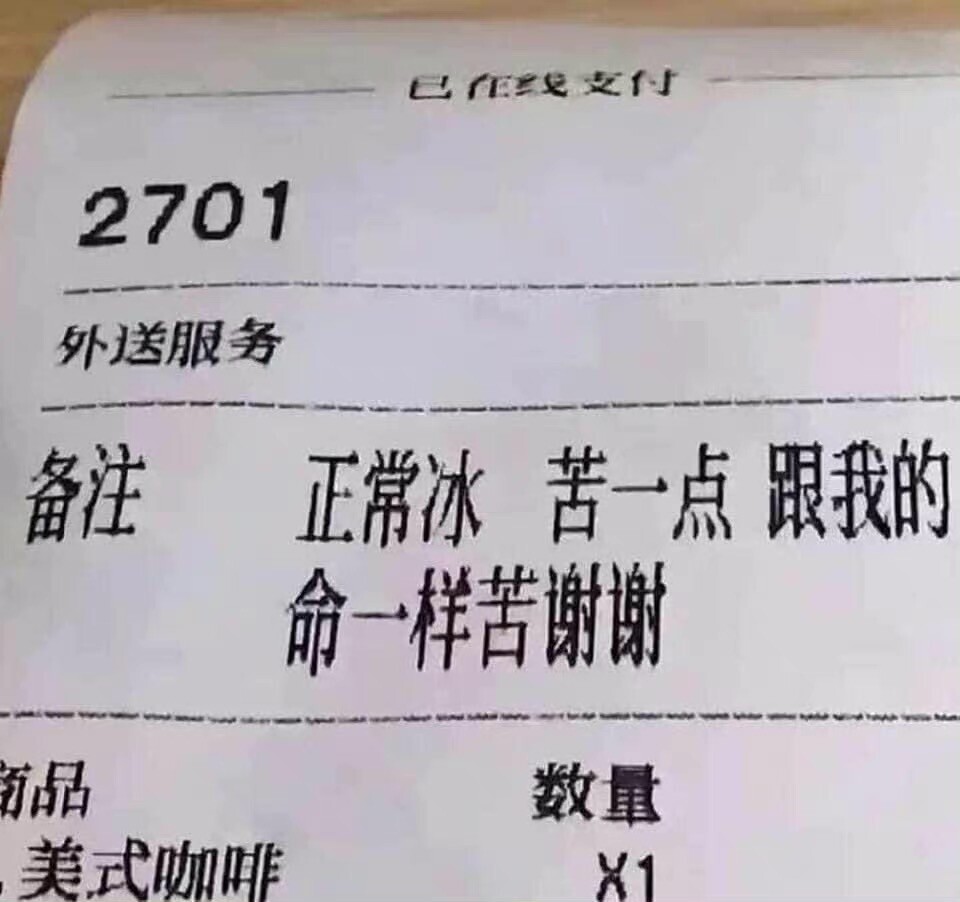 已在线支付
2701
外送服务
备注 正常冰 苦一点 跟我的
命一样苦谢谢
商品 数量
美式咖啡 X1